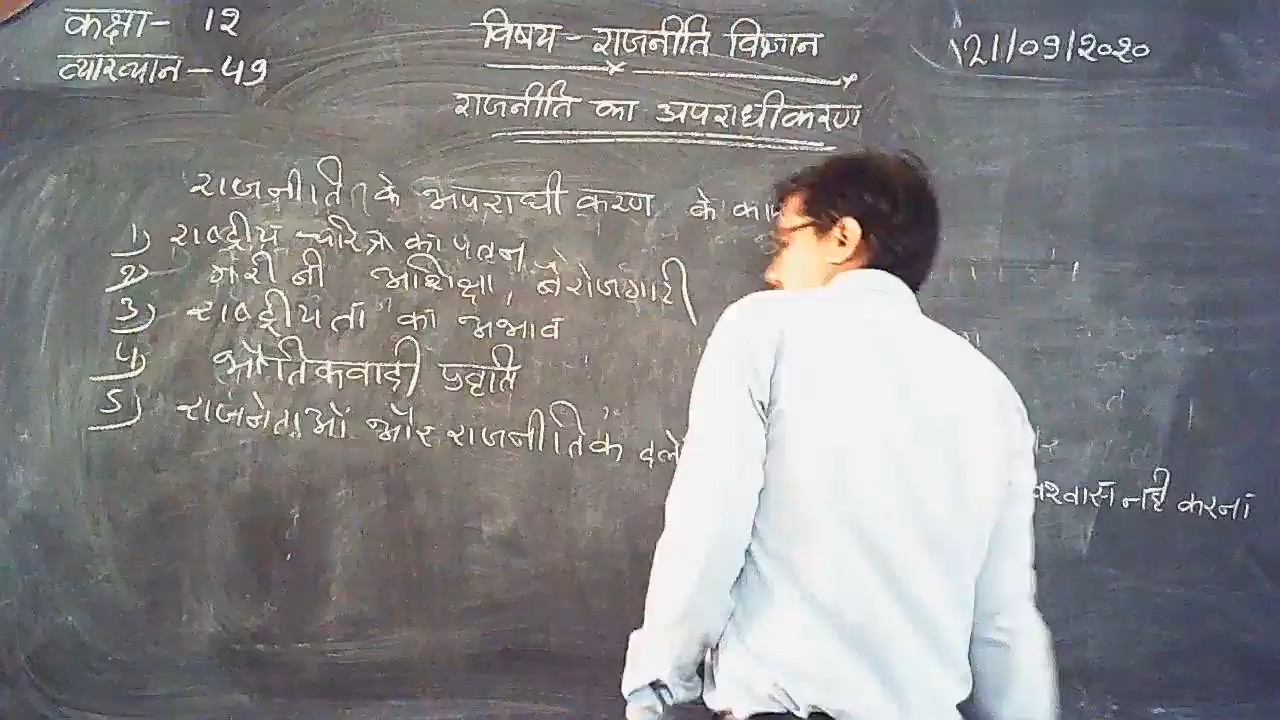 कक्षा- 12
व्याख्यान - 49
विषय - राजनीति विज्ञान
21/09/2020
राजनीति का अपराधीकरण
राजनीति के अपराधीकरण के
1) राष्ट्रीय चरित्र का पतन
2) गरीबी अशिक्षा, बेरोजगारी
3) राष्ट्रीयता का अभाव
4) भौतिकवादी प्रवृति
5) राजनेताओं और राजनीतिक
नहि करना